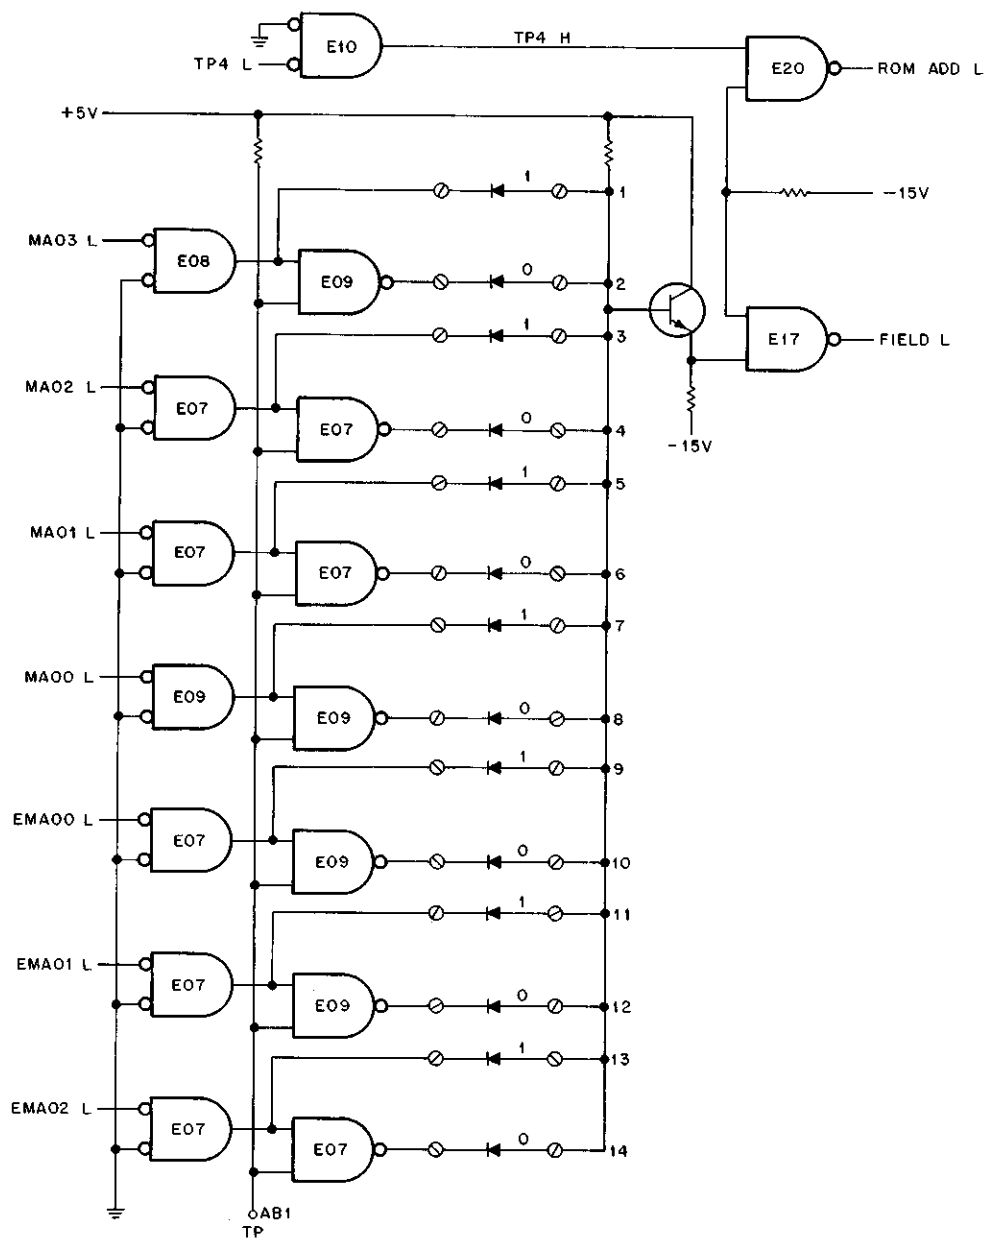 E10
TP4 L
TP4 H
E20
ROM ADD L
+5V
-15V
1
1
MA03 L
E08
E09
0
2
E17
FIELD L
1
3
MA02 L
E07
E07
0
4
-15V
1
5
MA01 L
E07
E07
0
6
1
7
MA00 L
E09
E09
0
8
1
9
EMA00 L
E07
E09
0
10
1
11
EMA01 L
E07
E09
0
12
1
13
EMA02 L
E07
E07
0
14
AB1
TP